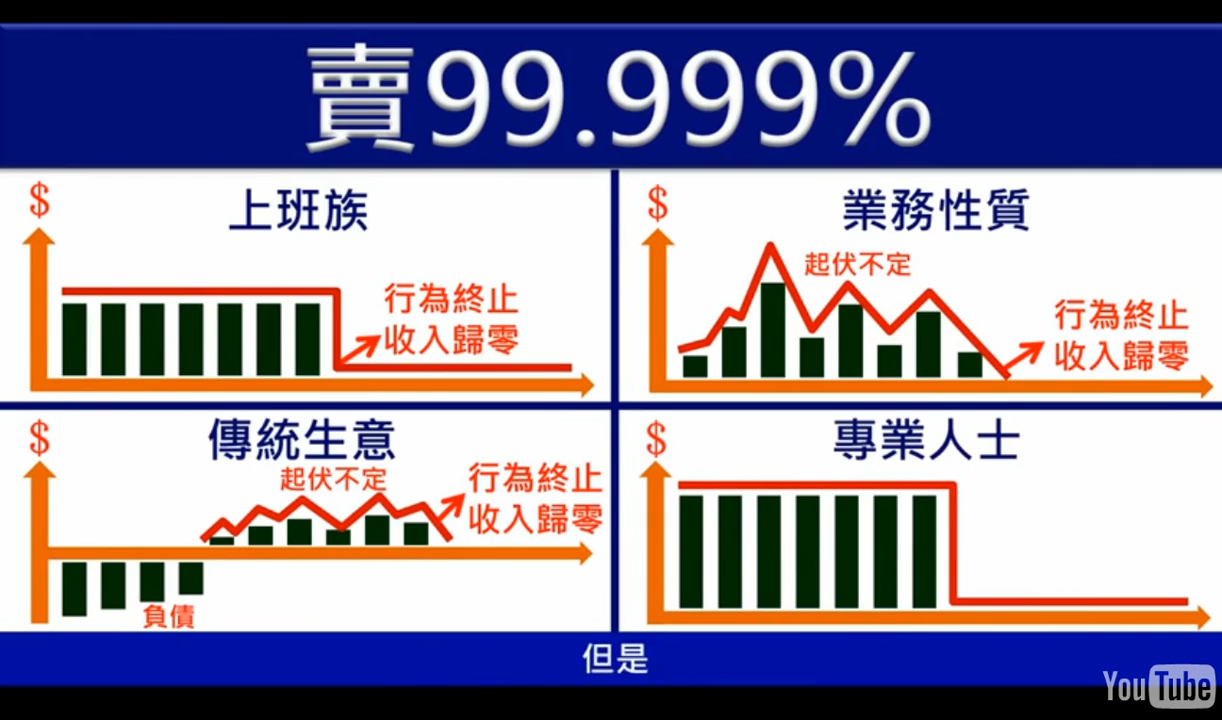 賣99.999%
$
上班族
行為終止
收入歸零
$
業務性質
起伏不定
行為終止
收入歸零
$
傳統生意
起伏不定
行為終止
收入歸零
負債
$
專業人士
但是
YouTube